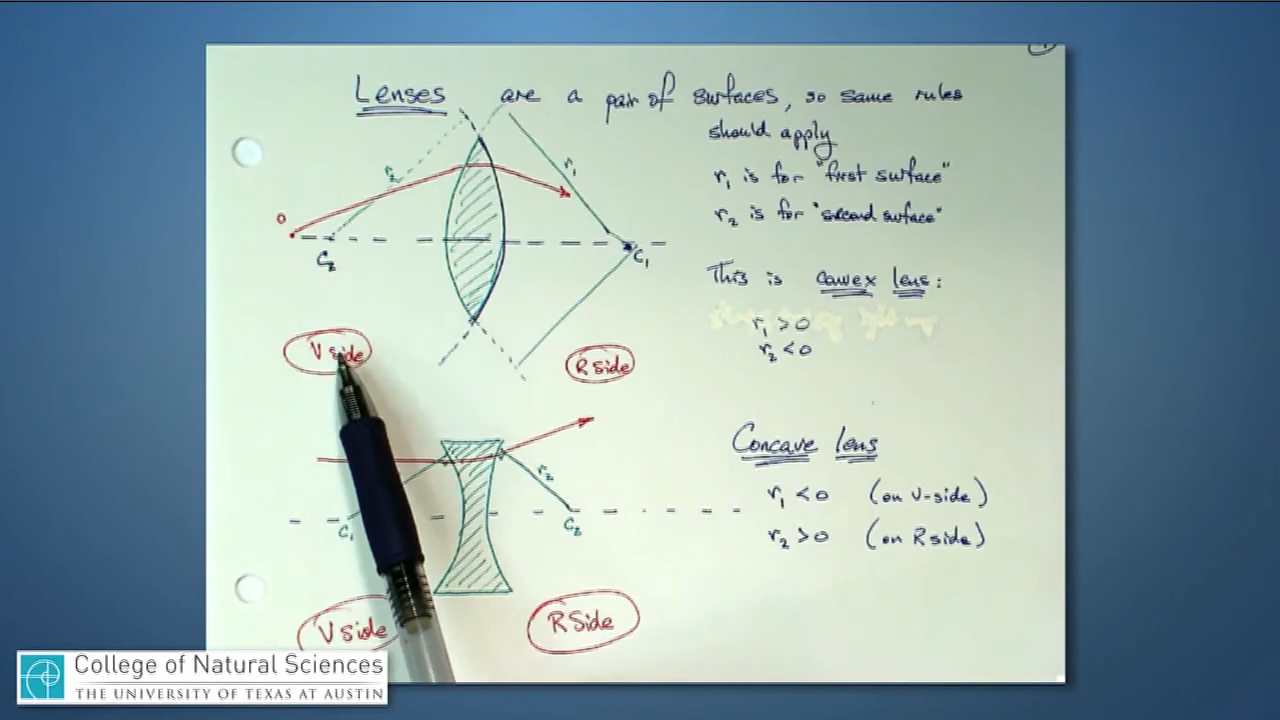 Lenses are a pair of surfaces, so same rules
should apply
r₁ is for "first surface"
r₂ is for "second surface"
This is convex lens:
r₁ > 0
r₂ < 0
r₂
r₁
O
C₂
C₁
V side
R side
Concave lens
r₁ < 0 (on V-side)
r₂ > 0 (on R side)
r₂
C₁
C₂
V side
R Side
College of Natural Sciences
THE UNIVERSITY OF TEXAS AT AUSTIN